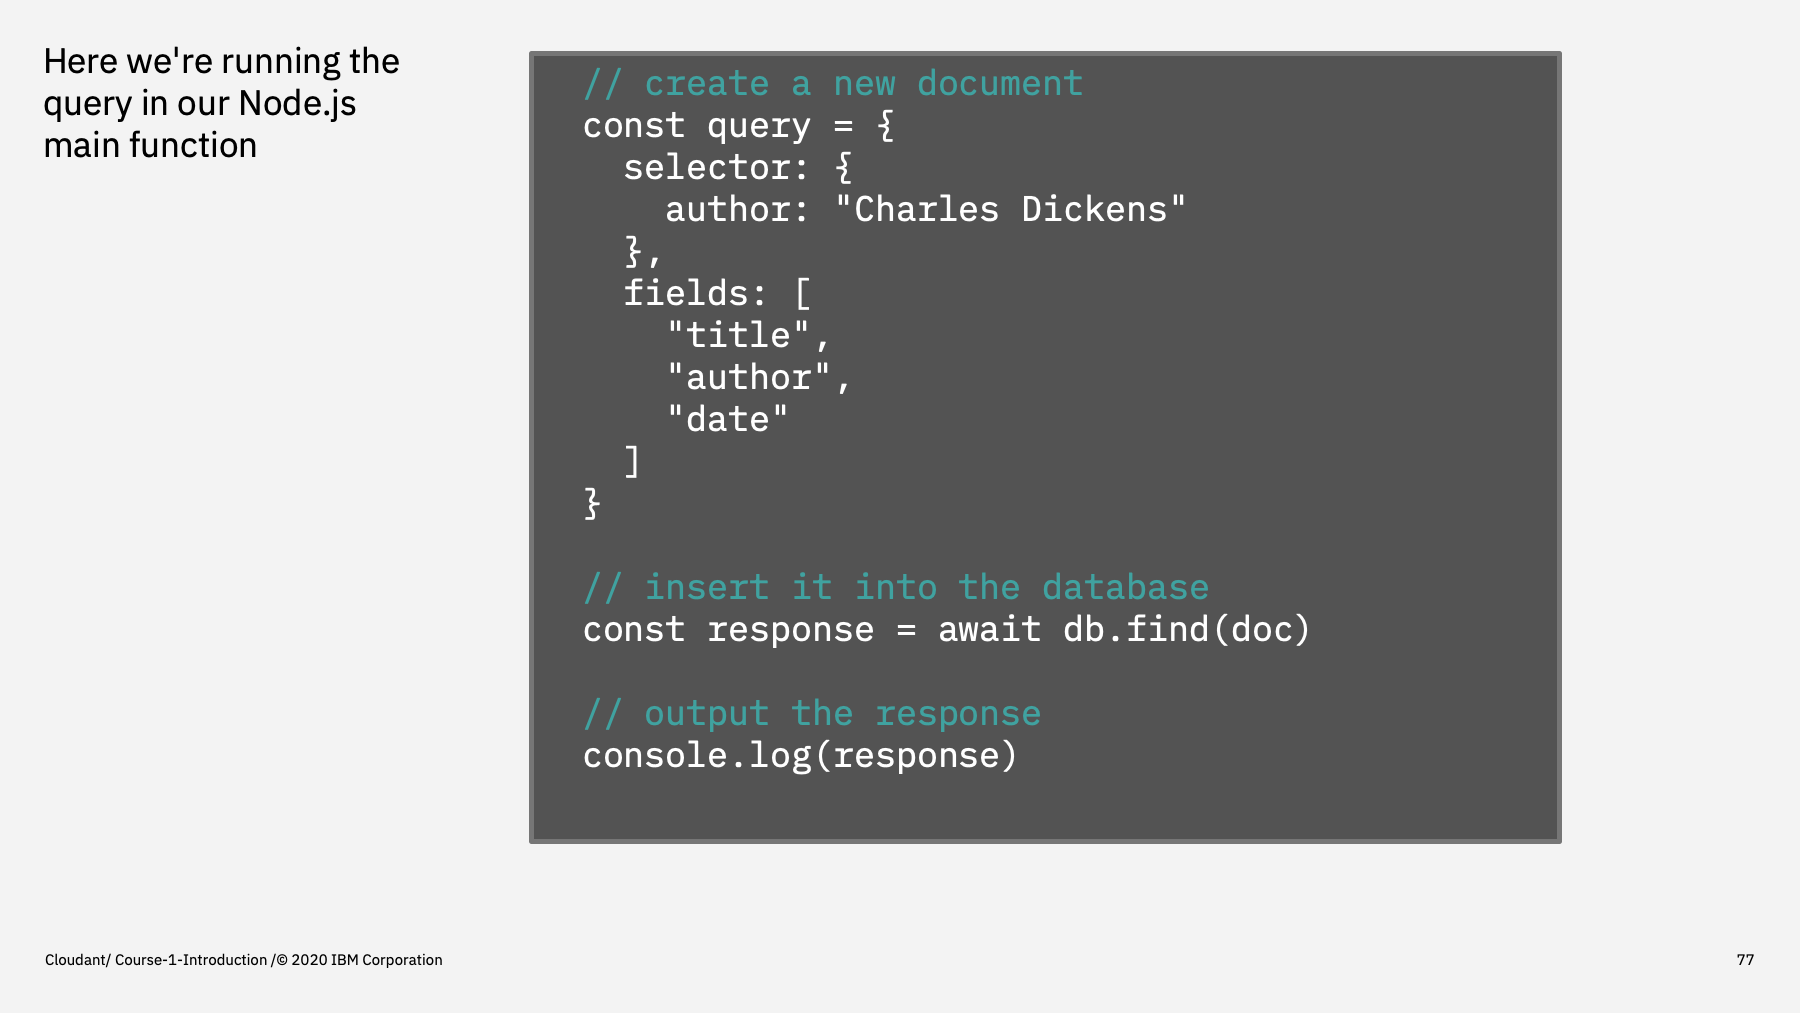 Here we're running the
query in our Node.js
main function
// create a new document
const query = {
  selector: {
    author: "Charles Dickens"
  },
  fields: [
    "title",
    "author",
    "date"
  ]
}
// insert it into the database
const response = await db.find(doc)
// output the response
console.log(response)
Cloudant/ Course-1-Introduction /© 2020 IBM Corporation
77